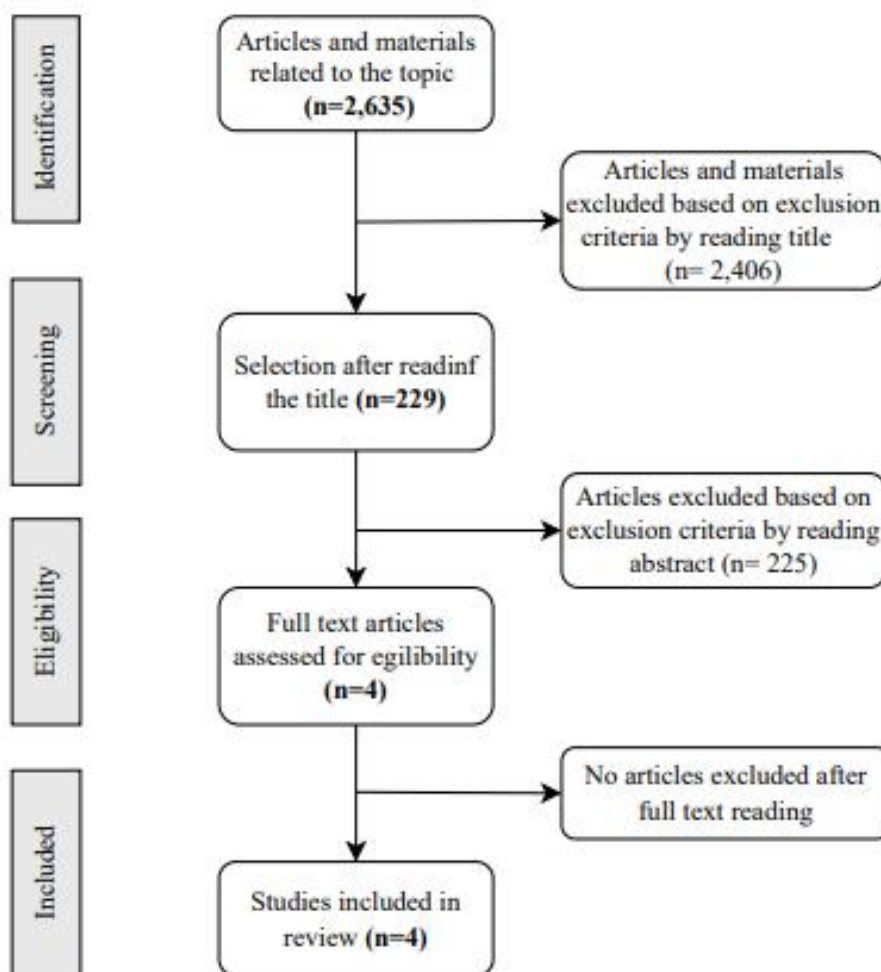 Identification
Articles and materials
related to the topic
(n=2,635)
Articles and materials
excluded based on exclusion
criteria by reading title
(n= 2,406)
Screening
Selection after readinf
the title (n=229)
Articles excluded based on
exclusion criteria by reading
abstract (n= 225)
Eligibility
Full text articles
assessed for egilibility
(n=4)
No articles excluded after
full text reading
Included
Studies included in
review (n=4)